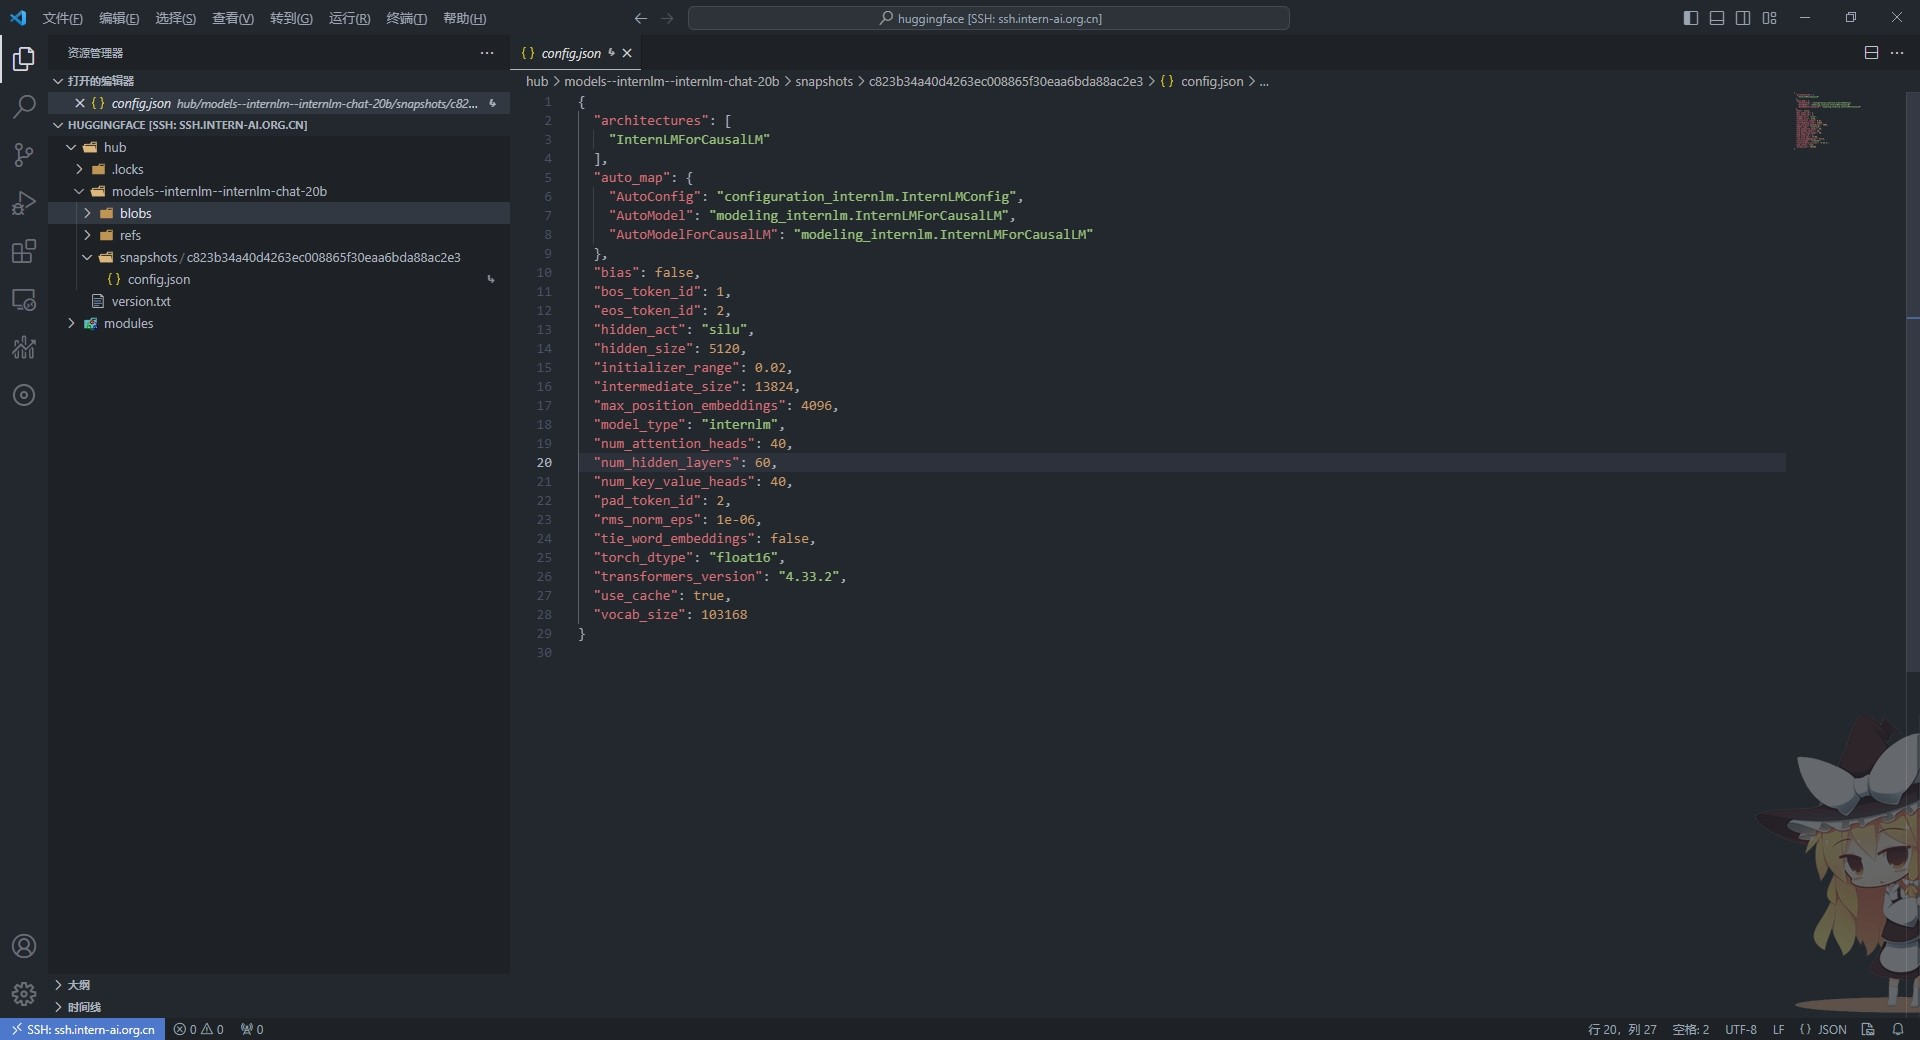 文件(F) 编辑(E) 选择(S) 查看(V) 转到(G) 运行(R) 终端(T) 帮助(H)
huggingface [SSH: ssh.intern-ai.org.cn]
资源管理器
打开的编辑器
config.json hub/models--internlm--internlm-chat-20b/snapshots/c82...
HUGGINGFACE [SSH: SSH.INTERN-AI.ORG.CN]
hub
.locks
models--internlm--internlm-chat-20b
blobs
refs
snapshots/c823b34a40d4263ec008865f30eaa6bda88ac2e3
{} config.json
version.txt
modules
大纲
时间线
{} config.json
hub > models--internlm--internlm-chat-20b > snapshots > c823b34a40d4263ec008865f30eaa6bda88ac2e3 > {} config.json > ...
1 {
2 "architectures": [
3 "InternLMForCausalLM"
4 ],
5 "auto_map": {
6 "AutoConfig": "configuration_internlm.InternLMConfig",
7 "AutoModel": "modeling_internlm.InternLMForCausalLM",
8 "AutoModelForCausalLM": "modeling_internlm.InternLMForCausalLM"
9 },
10 "bias": false,
11 "bos_token_id": 1,
12 "eos_token_id": 2,
13 "hidden_act": "silu",
14 "hidden_size": 5120,
15 "initializer_range": 0.02,
16 "intermediate_size": 13824,
17 "max_position_embeddings": 4096,
18 "model_type": "internlm",
19 "num_attention_heads": 40,
20 "num_hidden_layers": 60,
21 "num_key_value_heads": 40,
22 "pad_token_id": 2,
23 "rms_norm_eps": 1e-06,
24 "tie_word_embeddings": false,
25 "torch_dtype": "float16",
26 "transformers_version": "4.33.2",
27 "use_cache": true,
28 "vocab_size": 103168
29 }
30
SSH: ssh.intern-ai.org.cn 0 0 0 行 20，列 27 空格: 2 UTF-8 LF {} JSON